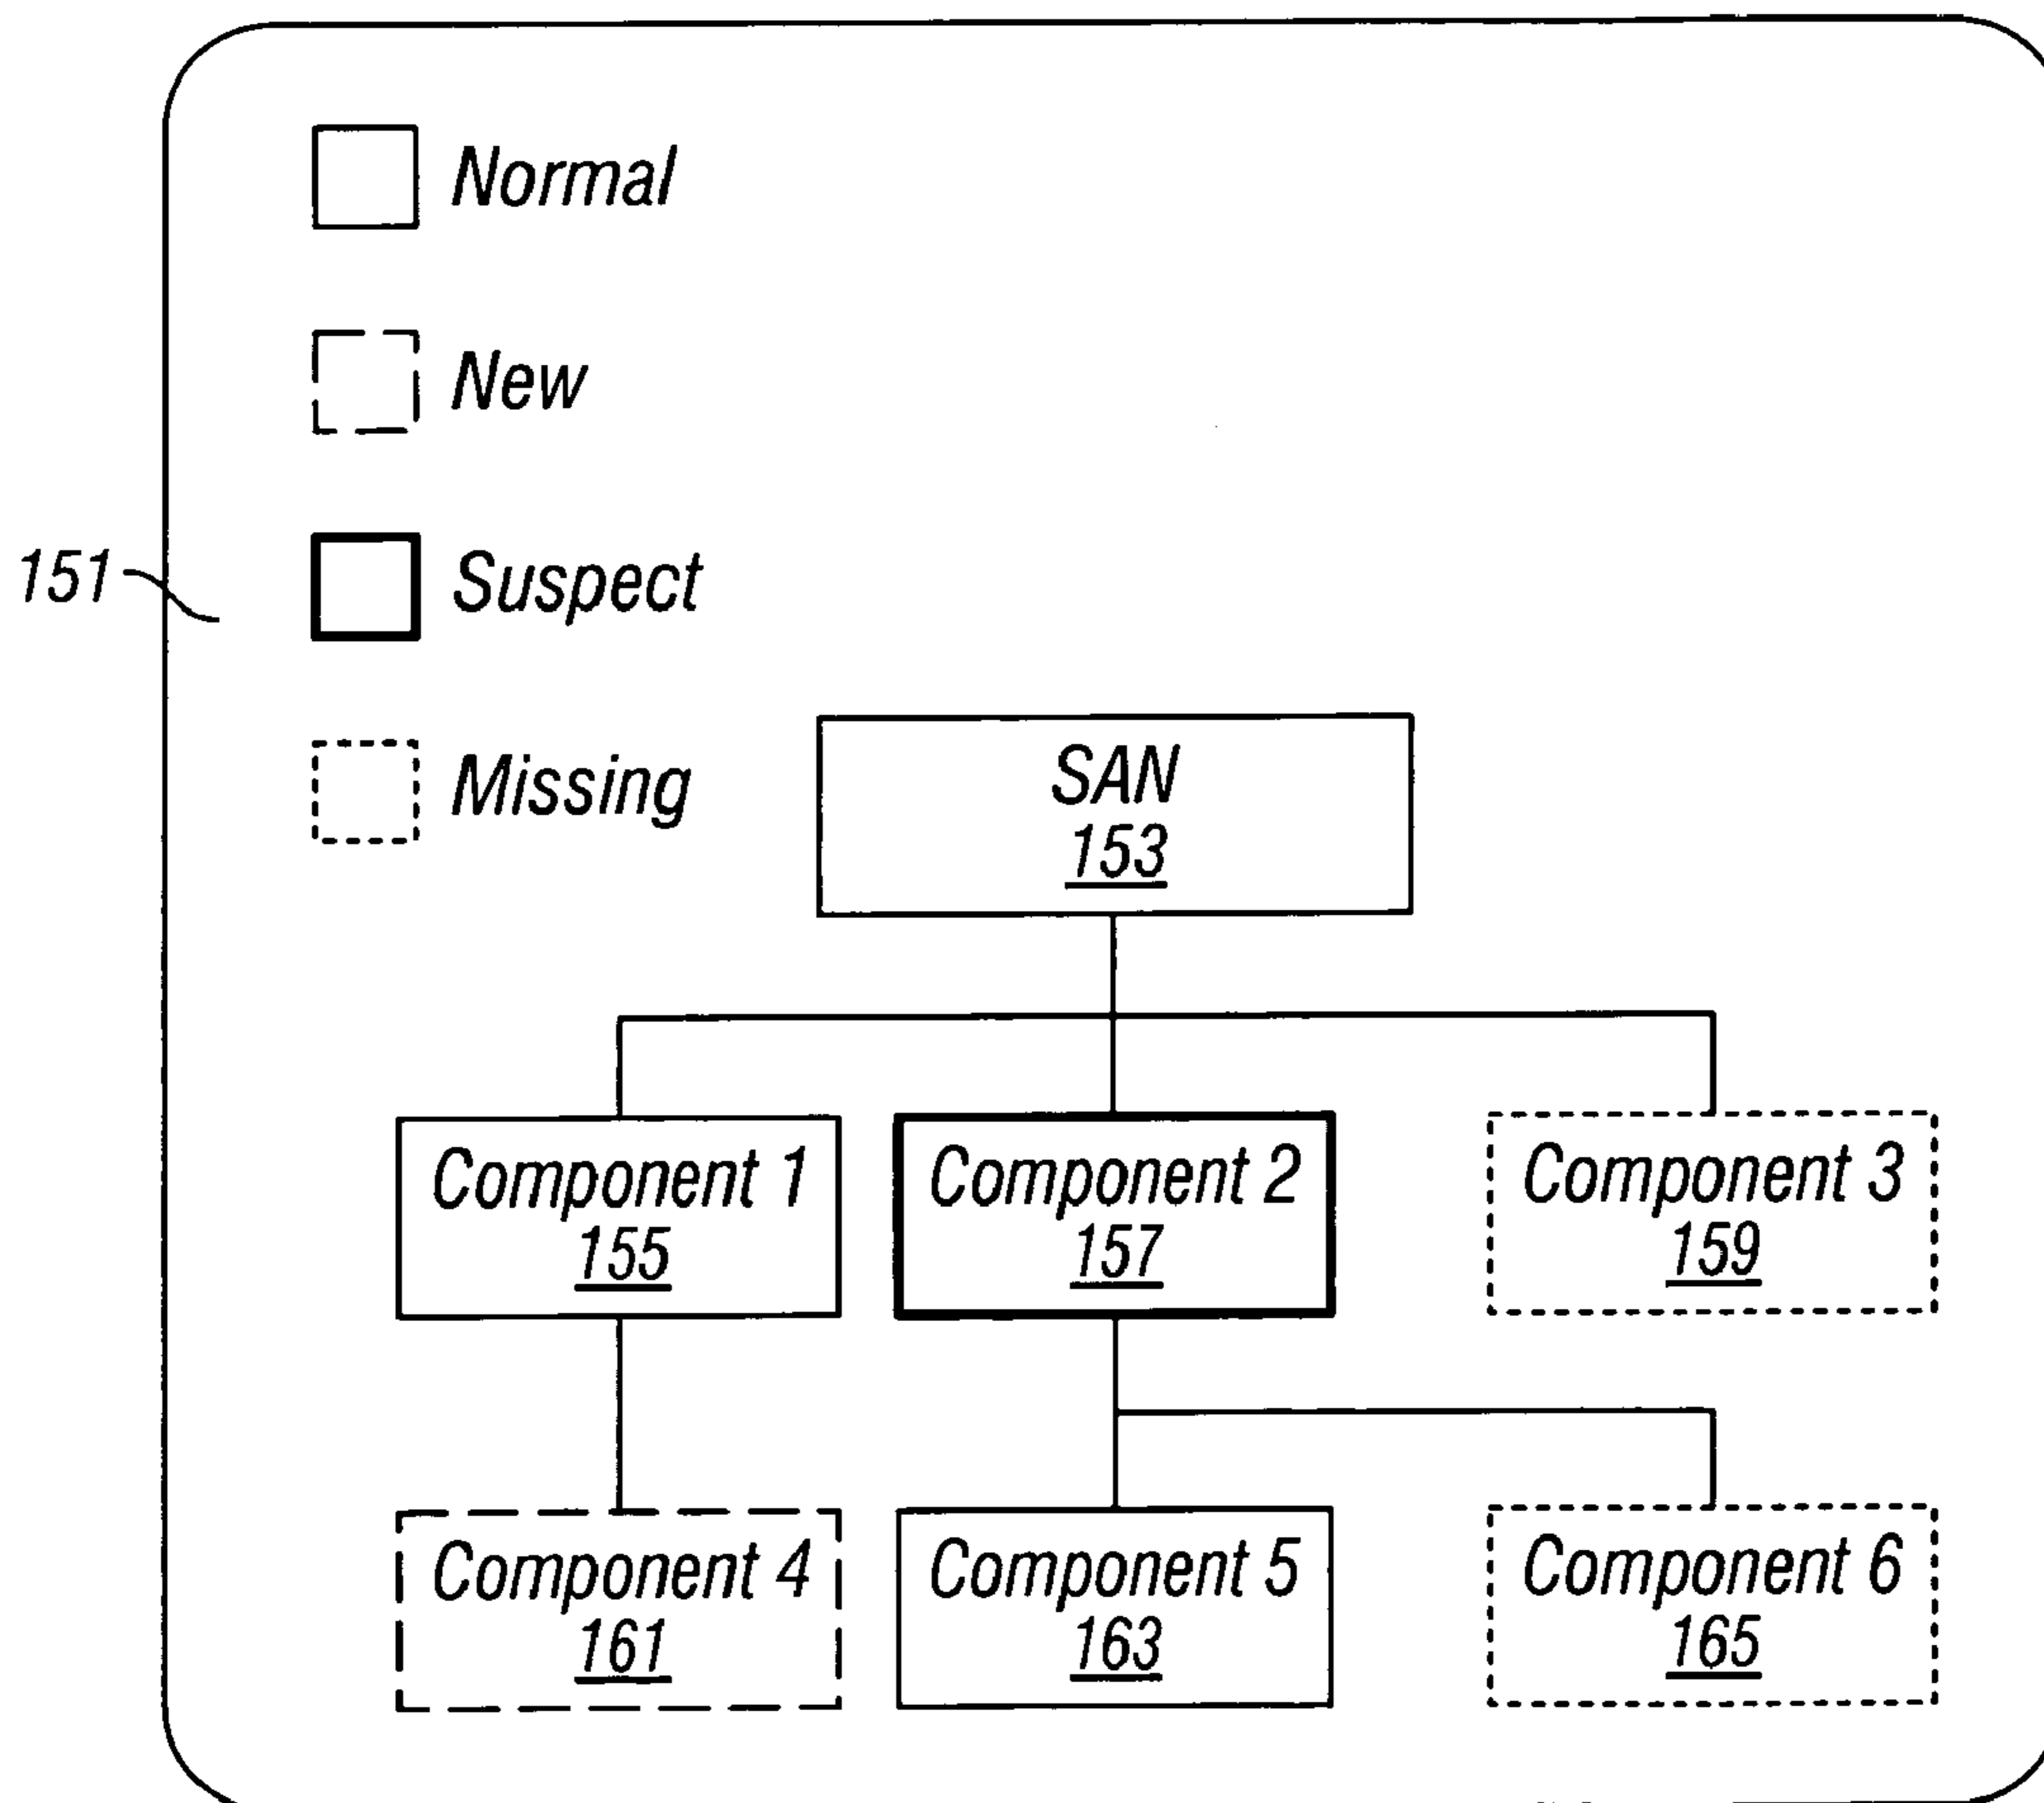 Normal
New
151
Suspect
Missing
SAN
153
Component 1
155
Component 2
157
Component 3
159
Component 4
161
Component 5
163
Component 6
165